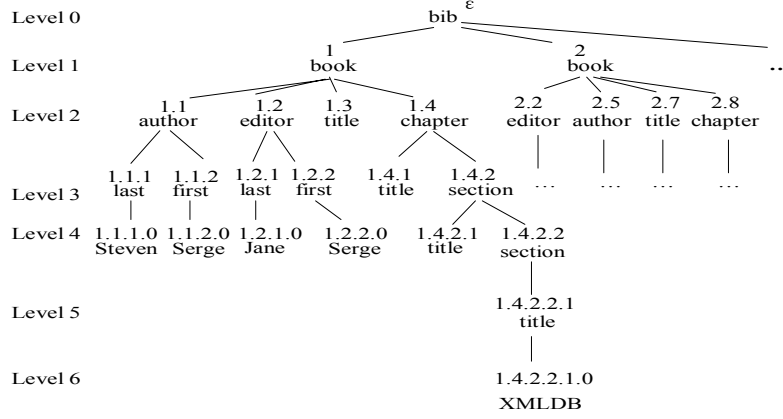 Level 0 bib ε
1 2
Level 1 book book ..
1.1 1.2 1.3 1.4 2.2 2.5 2.7 2.8
Level 2 author editor title chapter editor author title chapter
1.1.1 1.1.2 1.2.1 1.2.2 1.4.1 1.4.2
Level 3 last first last first title section ... ... ... ...
Level 4 1.1.1.0 1.1.2.0 1.2.1.0 1.2.2.0 1.4.2.1 1.4.2.2
Steven Serge Jane Serge title section
1.4.2.2.1
Level 5 title
Level 6 1.4.2.2.1.0
XMLDB